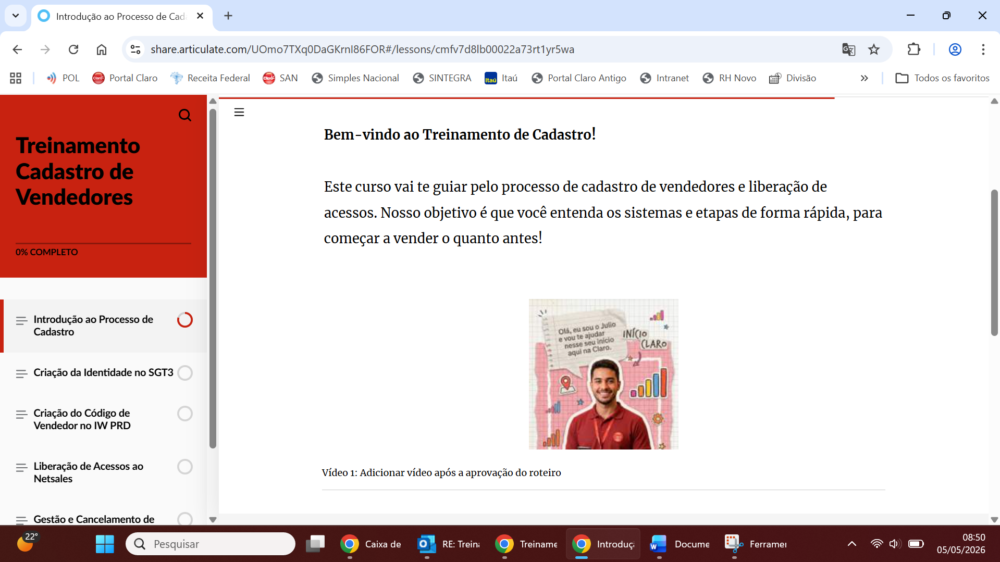 Introdução ao Processo de Cad
share.articulate.com/UOmo7TXq0DaGKrnI86FOR#/lessons/cmfv7d8lb00022a73rt1yr5wa
POL
Portal Claro
Receita Federal
SAN
Simples Nacional
SINTEGRA
Itaú
Portal Claro Antigo
Intranet
RH Novo
Divisão
Todos os favoritos
Treinamento
Cadastro de
Vendedores
0% COMPLETO
Introdução ao Processo de
Cadastro
Criação da Identidade no SGT3
Criação do Código de
Vendedor no IW PRD
Liberação de Acessos ao
Netsales
Gestão e Cancelamento de
Bem-vindo ao Treinamento de Cadastro!
Este curso vai te guiar pelo processo de cadastro de vendedores e liberação de
acessos. Nosso objetivo é que você entenda os sistemas e etapas de forma rápida, para
começar a vender o quanto antes!
Olá, eu sou o Julio
e vou te ajudar
nesse seu início
aqui na Claro.
INÍCIO
CLARO
Vídeo 1: Adicionar vídeo após a aprovação do roteiro
22°
Pesquisar
Caixa de
RE: Trein
Treiname
Introduç
Docume
Ferramer
08:50
05/05/2026